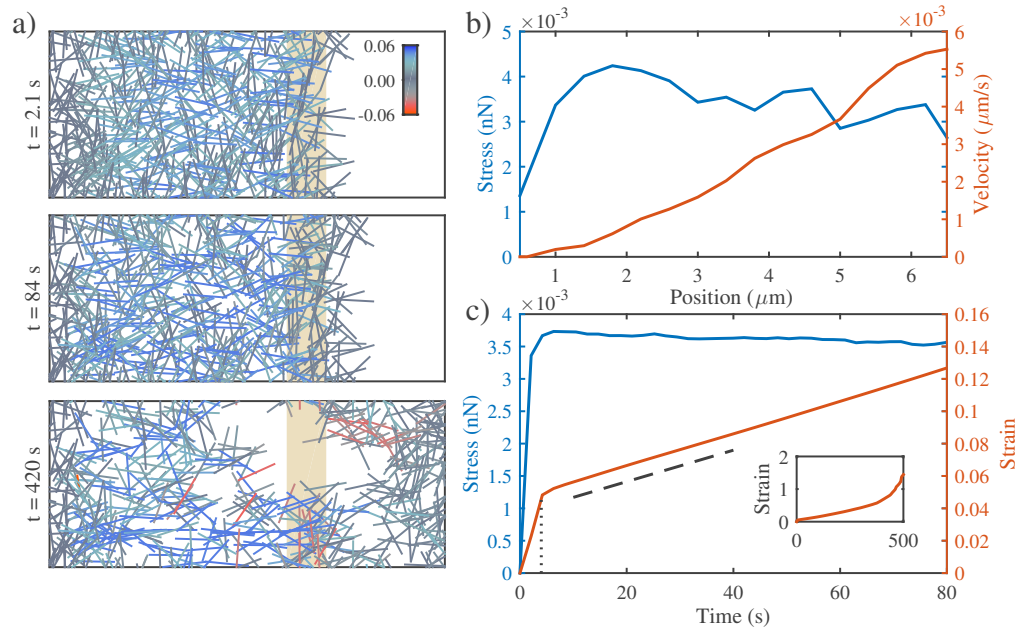 a)
t = 2.1 s
0.06
0.00
-0.06
t = 84 s
t = 420 s
b)
×10⁻³
×10⁻³
Stress (nN)
5
4
3
2
1
0
Velocity (μm/s)
6
5
4
3
2
1
0
1 2 3 4 5 6
Position (μm)
c)
×10⁻³
Stress (nN)
4
3.5
3
2.5
2
1.5
1
0.5
0
Strain
0.16
0.14
0.12
0.10
0.08
0.06
0.04
0.02
0
Strain
2
1
0
0 500
0 20 40 60 80
Time (s)